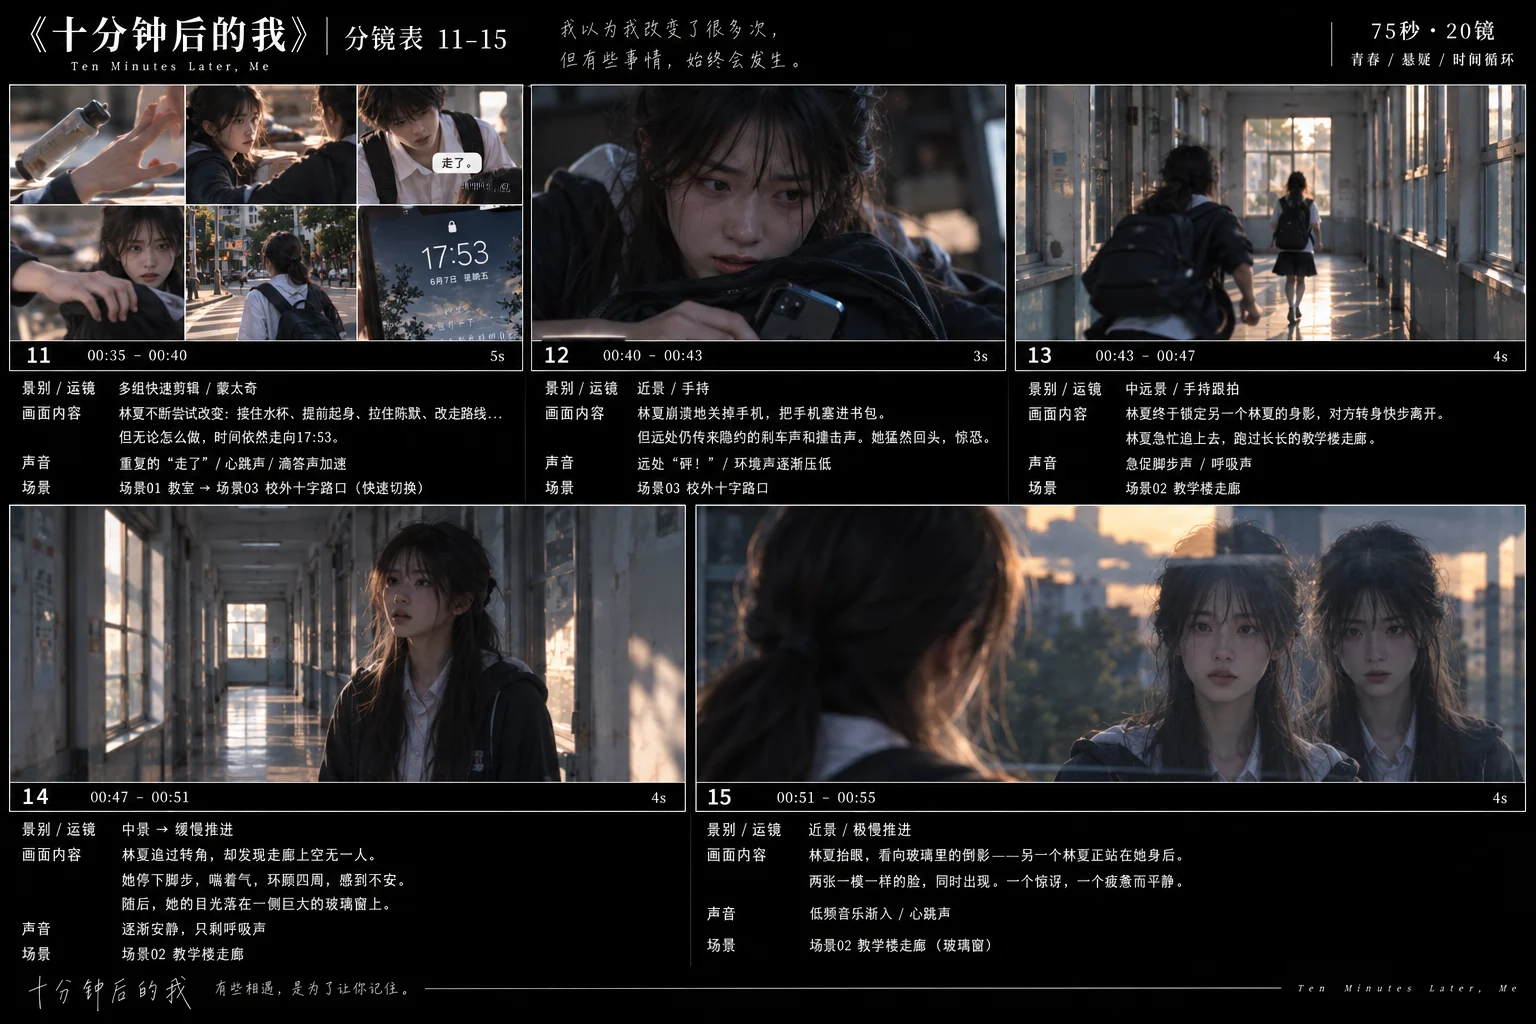 《十分钟后的我》
Ten Minutes Later, Me
分镜表 11-15
我以为我改变了很多次，
但有些事情，始终会发生。
75秒·20镜
青春 / 悬疑 / 时间循环
走了。
17:53
6月7日 星期五
11 00:35 - 00:40 5s
景别 / 运镜 多组快速剪辑 / 蒙太奇
画面内容 林夏不断尝试改变：接住水杯、提前起身、拉住陈默、改走路线...
但无论怎么做，时间依然走向17:53。
声音 重复的“走了” / 心跳声 / 滴答声加速
场景 场景01 教室 → 场景03 校外十字路口（快速切换）
12 00:40 - 00:43 3s
景别 / 运镜 近景 / 手持
画面内容 林夏崩溃地关掉手机，把手机塞进书包。
但远处仍传来隐约的刹车声和撞击声。她猛然回头，惊恐。
声音 远处“砰！” / 环境声逐渐压低
场景 场景03 校外十字路口
13 00:43 - 00:47 4s
景别 / 运镜 中远景 / 手持跟拍
画面内容 林夏终于锁定另一个林夏的身影，对方转身快步离开。
林夏急忙追上去，跑过长长的教学楼走廊。
声音 急促脚步声 / 呼吸声
场景 场景02 教学楼走廊
14 00:47 - 00:51 4s
景别 / 运镜 中景 → 缓慢推进
画面内容 林夏追过转角，却发现走廊上空无一人。
她停下脚步，喘着气，环顾四周，感到不安。
随后，她的目光落在一侧巨大的玻璃窗上。
声音 逐渐安静，只剩呼吸声
场景 场景02 教学楼走廊
15 00:51 - 00:55 4s
景别 / 运镜 近景 / 极慢推进
画面内容 林夏抬眼，看向玻璃里的倒影——另一个林夏正站在她身后。
两张一模一样的脸，同时出现。一个惊讶，一个疲惫而平静。
声音 低频音乐渐入 / 心跳声
场景 场景02 教学楼走廊（玻璃窗）
十分钟后的我 有些相遇，是为了让你记住。
Ten Minutes Later, Me